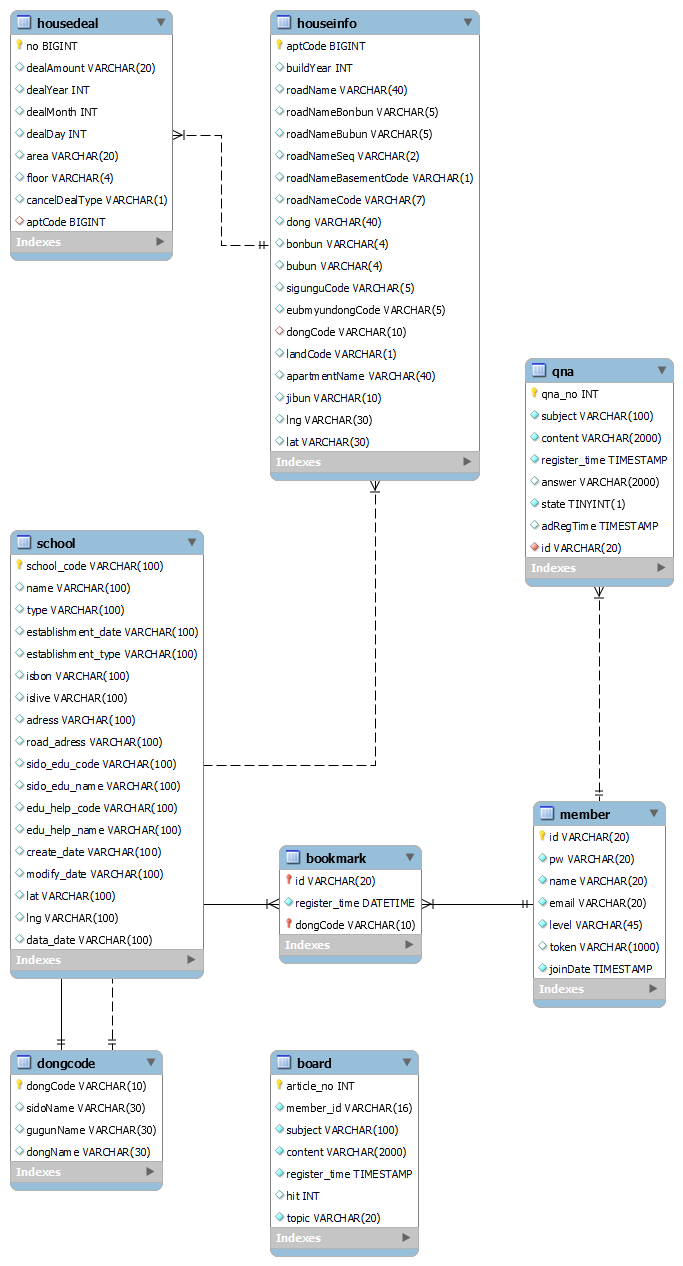 housedeal
no BIGINT
dealAmount VARCHAR(20)
dealYear INT
dealMonth INT
dealDay INT
area VARCHAR(20)
floor VARCHAR(4)
cancelDealType VARCHAR(1)
aptCode BIGINT
Indexes
houseinfo
aptCode BIGINT
buildYear INT
roadName VARCHAR(40)
roadNameBonbun VARCHAR(5)
roadNameBubun VARCHAR(5)
roadNameSeq VARCHAR(2)
roadNameBasementCode VARCHAR(1)
roadNameCode VARCHAR(7)
dong VARCHAR(40)
bonbun VARCHAR(4)
bubun VARCHAR(4)
sigunguCode VARCHAR(5)
eubmyundongCode VARCHAR(5)
dongCode VARCHAR(10)
landCode VARCHAR(1)
apartmentName VARCHAR(40)
jibun VARCHAR(10)
lng VARCHAR(30)
lat VARCHAR(30)
Indexes
qna
qna_no INT
subject VARCHAR(100)
content VARCHAR(2000)
register_time TIMESTAMP
answer VARCHAR(2000)
state TINYINT(1)
adRegTime TIMESTAMP
id VARCHAR(20)
Indexes
school
school_code VARCHAR(100)
name VARCHAR(100)
type VARCHAR(100)
establishment_date VARCHAR(100)
establishment_type VARCHAR(100)
isbon VARCHAR(100)
islive VARCHAR(100)
adress VARCHAR(100)
road_adress VARCHAR(100)
sido_edu_code VARCHAR(100)
sido_edu_name VARCHAR(100)
edu_help_code VARCHAR(100)
edu_help_name VARCHAR(100)
create_date VARCHAR(100)
modify_date VARCHAR(100)
lat VARCHAR(100)
lng VARCHAR(100)
data_date VARCHAR(100)
Indexes
member
id VARCHAR(20)
pw VARCHAR(20)
name VARCHAR(20)
email VARCHAR(20)
level VARCHAR(45)
token VARCHAR(1000)
joinDate TIMESTAMP
Indexes
bookmark
id VARCHAR(20)
register_time DATETIME
dongCode VARCHAR(10)
Indexes
dongcode
dongCode VARCHAR(10)
sidoName VARCHAR(30)
gugunName VARCHAR(30)
dongName VARCHAR(30)
Indexes
board
article_no INT
member_id VARCHAR(16)
subject VARCHAR(100)
content VARCHAR(2000)
register_time TIMESTAMP
hit INT
topic VARCHAR(20)
Indexes